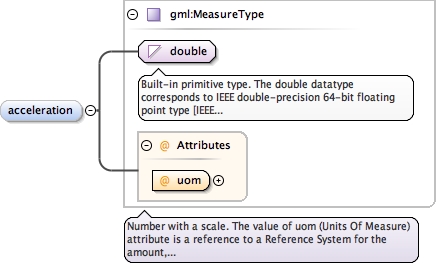 gml:MeasureType
double
Built-in primitive type. The double datatype
corresponds to IEEE double-precision 64-bit floating
point type [IEEE...
acceleration
@ Attributes
uom
Number with a scale. The value of uom (Units Of Measure)
attribute is a reference to a Reference System for the
amount,...